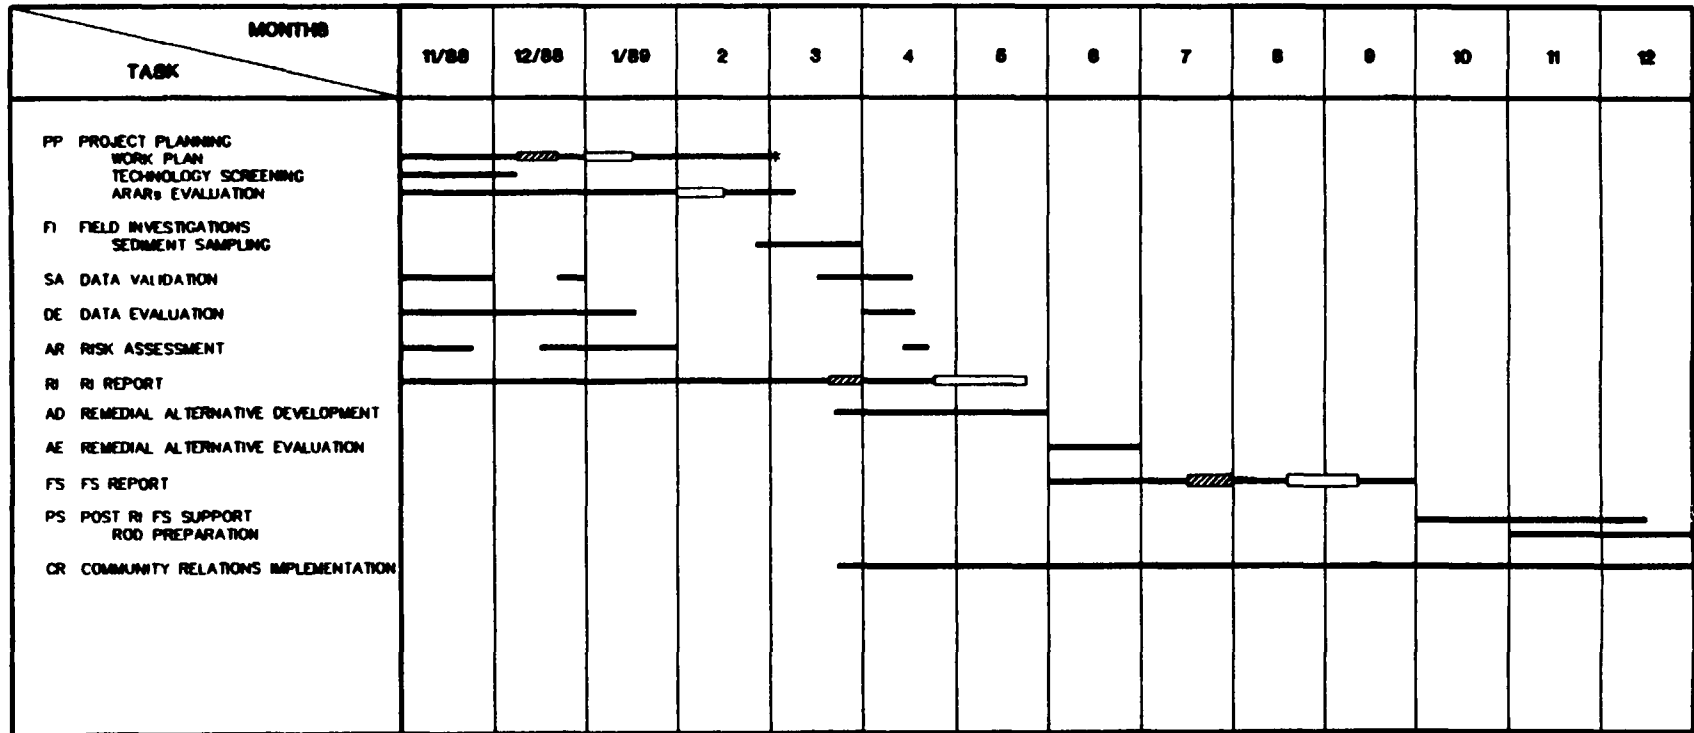 MONTHS
TASK
11/88 12/88 1/89 2 3 4 5 6 7 8 9 10 11 12
PP PROJECT PLANNING
WORK PLAN
TECHNOLOGY SCREENING
ARARs EVALUATION
FI FIELD INVESTIGATIONS
SEDIMENT SAMPLING
SA DATA VALIDATION
DE DATA EVALUATION
AR RISK ASSESSMENT
RI RI REPORT
AD REMEDIAL ALTERNATIVE DEVELOPMENT
AE REMEDIAL ALTERNATIVE EVALUATION
FS FS REPORT
PS POST RI FS SUPPORT
ROD PREPARATION
CR COMMUNITY RELATIONS IMPLEMENTATION